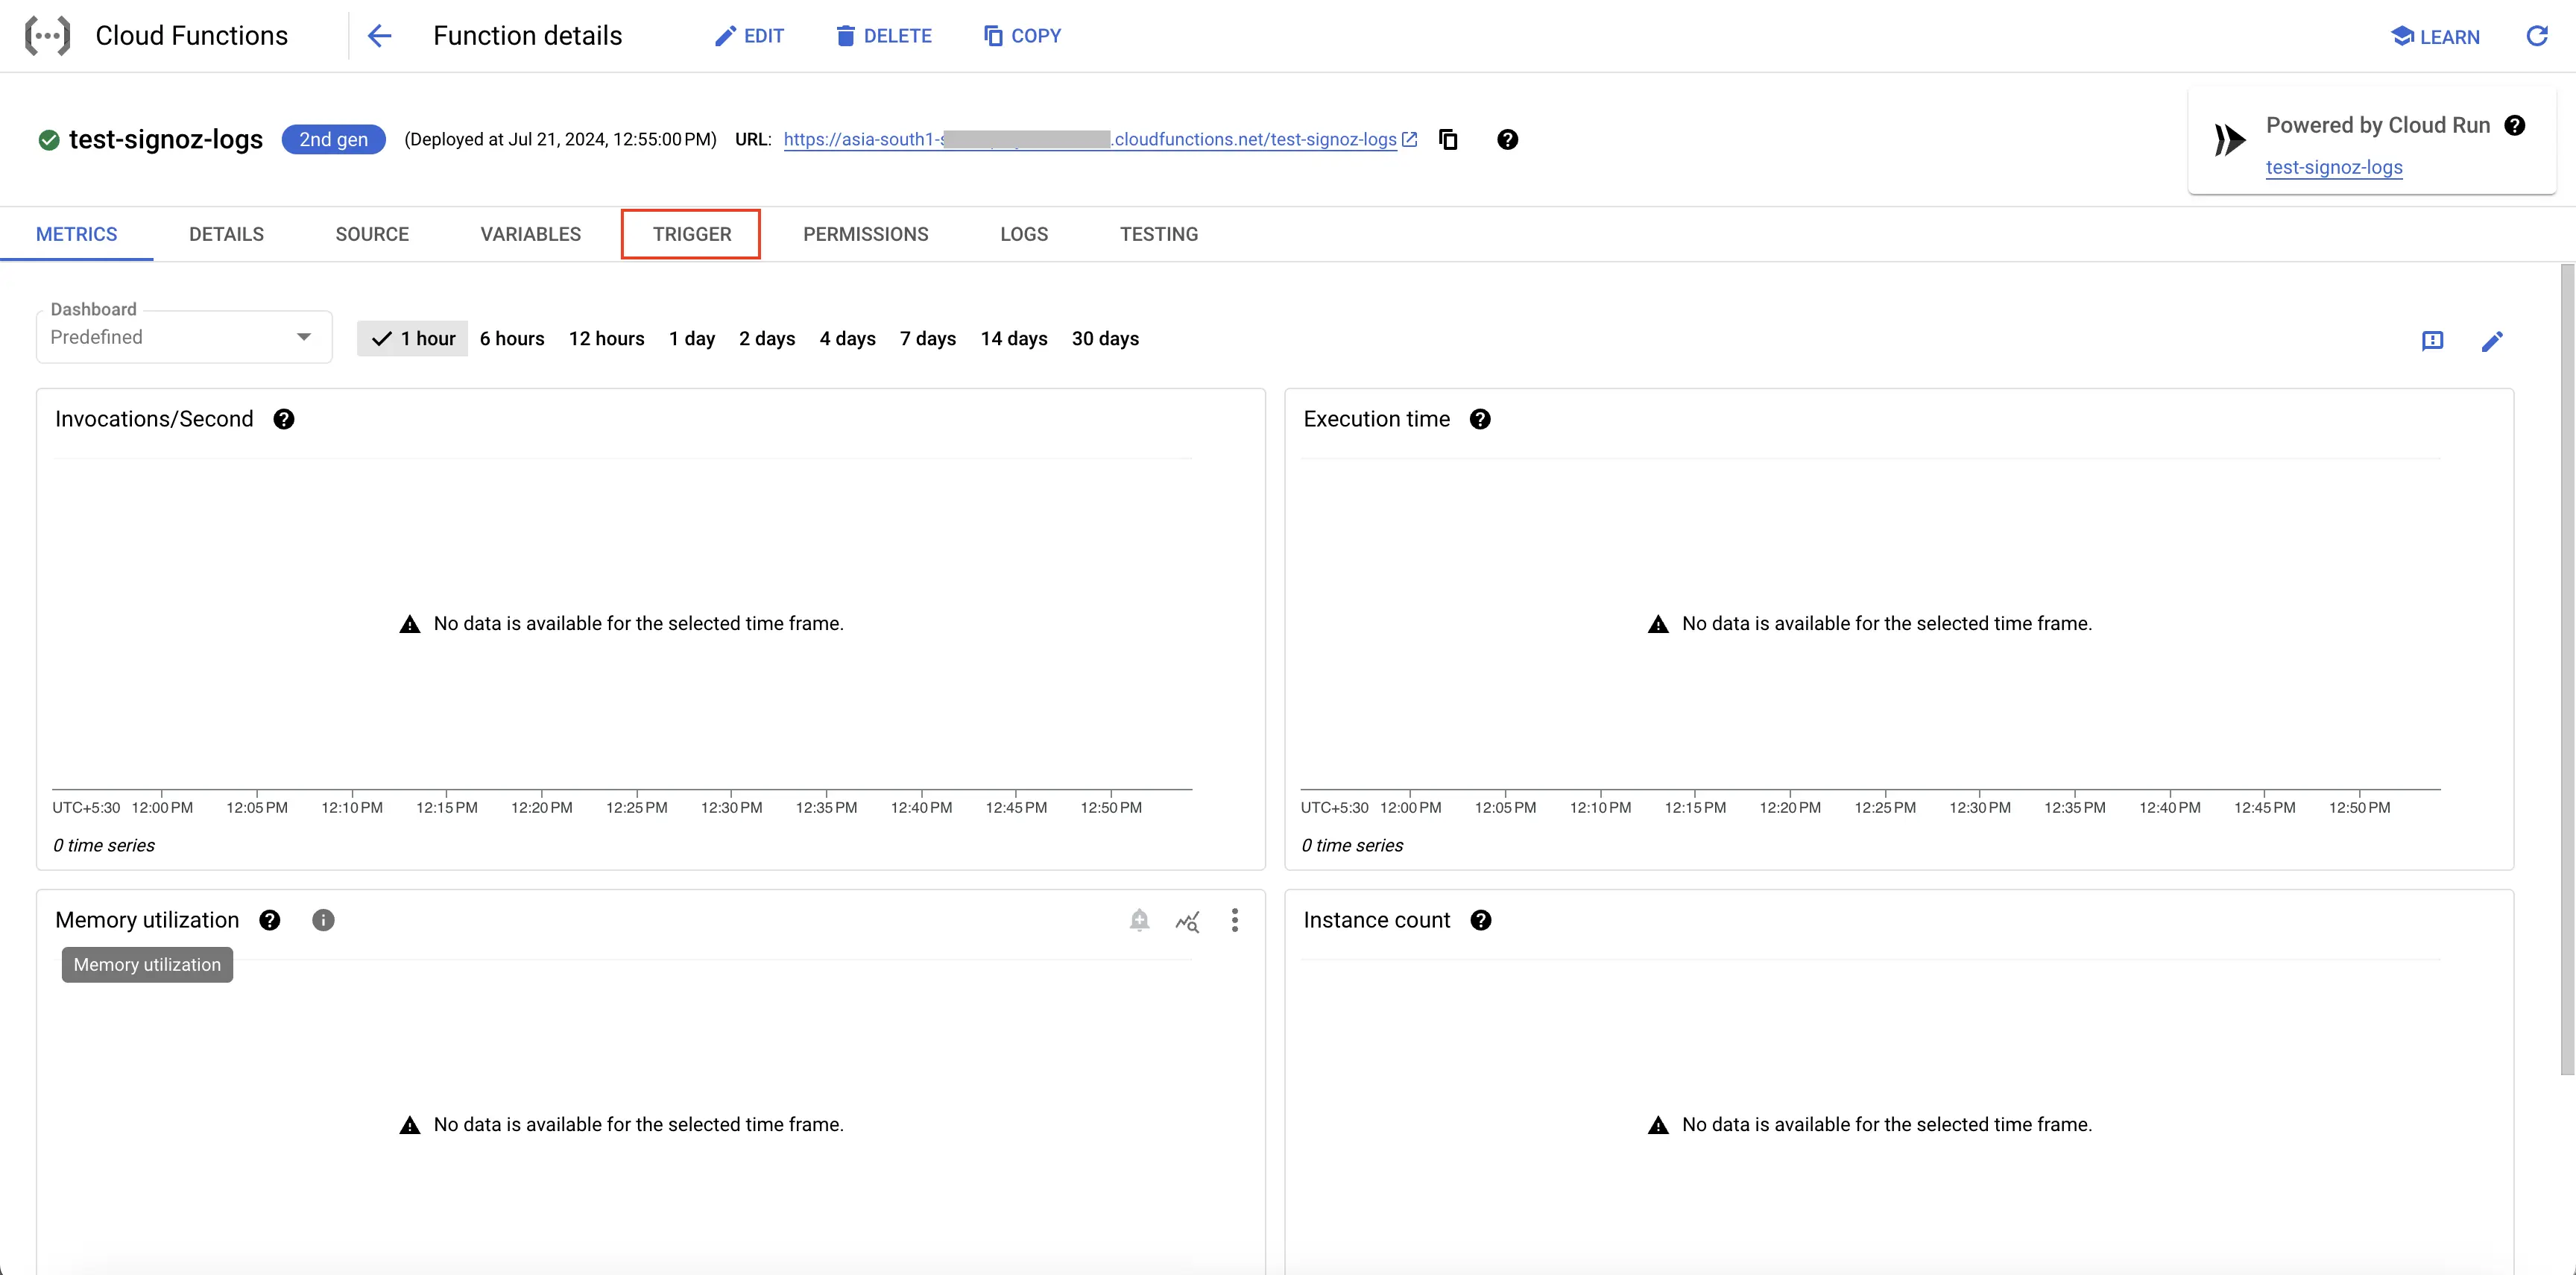 Cloud Functions Function details EDIT DELETE COPY LEARN
test-signoz-logs 2nd gen (Deployed at Jul 21, 2024, 12:55:00 PM) URL: https://asia-south1- .cloudfunctions.net/test-signoz-logs
Powered by Cloud Run
test-signoz-logs
METRICS DETAILS SOURCE VARIABLES TRIGGER PERMISSIONS LOGS TESTING
Dashboard
Predefined
1 hour 6 hours 12 hours 1 day 2 days 4 days 7 days 14 days 30 days
Invocations/Second
No data is available for the selected time frame.
UTC+5:30 12:00 PM 12:05 PM 12:10 PM 12:15 PM 12:20 PM 12:25 PM 12:30 PM 12:35 PM 12:40 PM 12:45 PM 12:50 PM
0 time series
Execution time
No data is available for the selected time frame.
UTC+5:30 12:00 PM 12:05 PM 12:10 PM 12:15 PM 12:20 PM 12:25 PM 12:30 PM 12:35 PM 12:40 PM 12:45 PM 12:50 PM
0 time series
Memory utilization
Memory utilization
No data is available for the selected time frame.
Instance count
No data is available for the selected time frame.